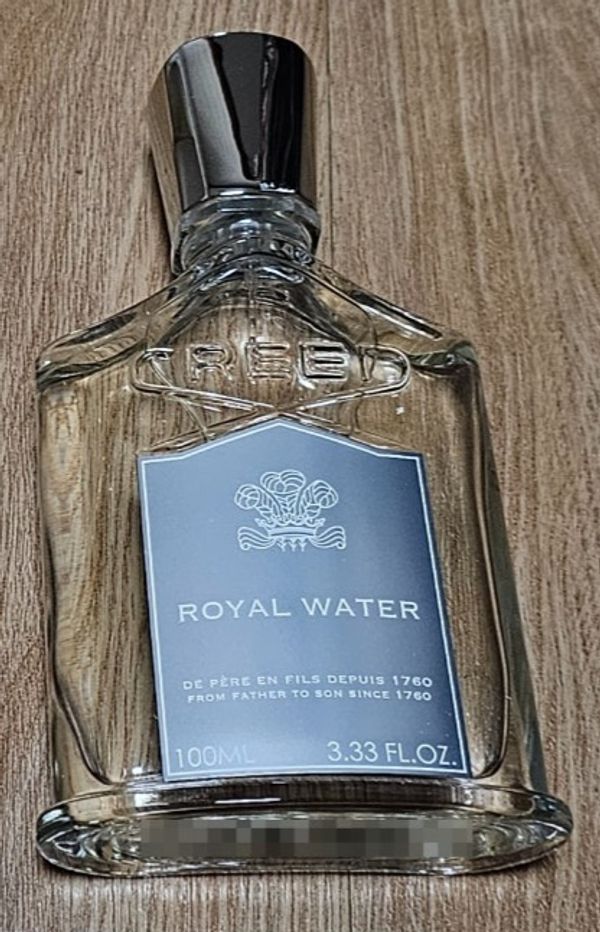 CREED
ROYAL WATER
DE PÈRE EN FILS DEPUIS 1760
FROM FATHER TO SON SINCE 1760
100ML 3.33 FL.OZ.